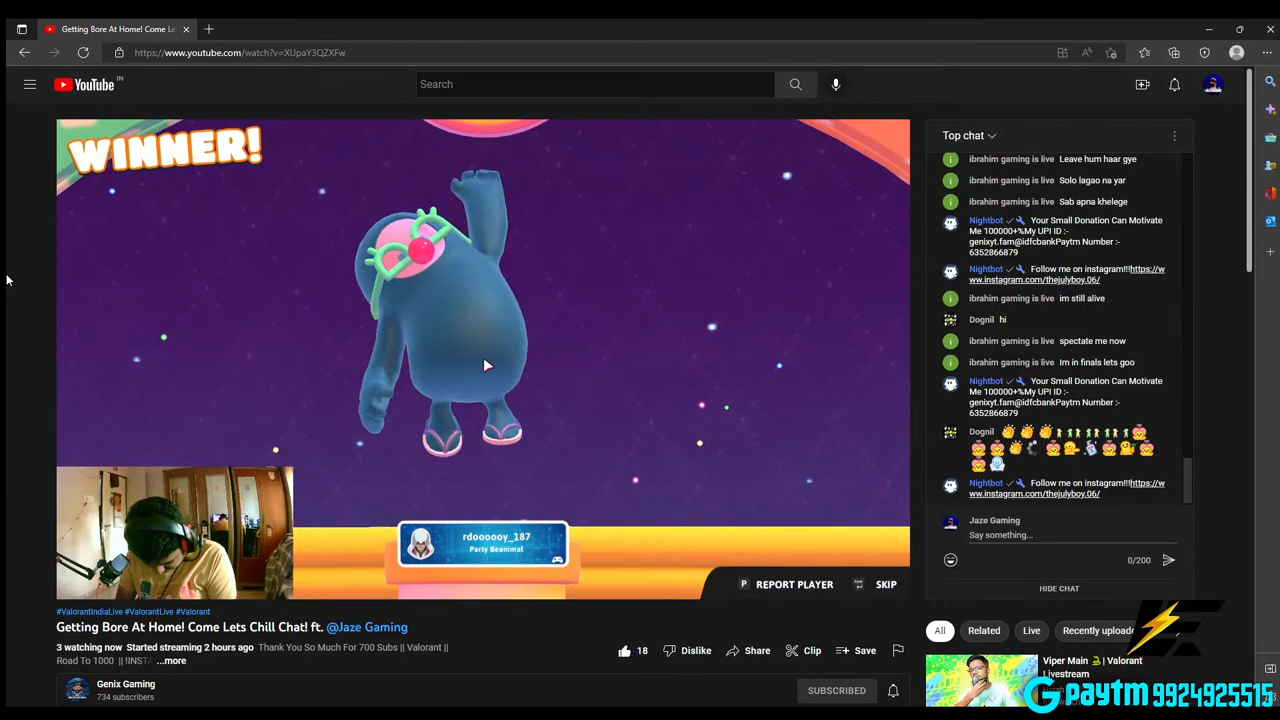 Getting Bore At Home! Come Let
https://www.youtube.com/watch?v=XUpaY3QZXFw
YouTube IN
Search
WINNER!
rdoooooy_187
Party Beanimal
P REPORT PLAYER
SKIP
Top chat
ibrahim gaming is live Leave hum haar gye
ibrahim gaming is live Solo lagao na yar
ibrahim gaming is live Sab apna khelege
Nightbot Your Small Donation Can Motivate
Me 100000+%My UPI ID :-
genixyt.fam@idfcbankPaytm Number :-
6352866879
Nightbot Follow me on instagram!!!https://w
ww.instagram.com/thejulyboy.06/
ibrahim gaming is live im still alive
Dognil hi
ibrahim gaming is live spectate me now
ibrahim gaming is live Im in finals lets goo
Nightbot Your Small Donation Can Motivate
Me 100000+%My UPI ID :-
genixyt.fam@idfcbankPaytm Number :-
6352866879
Dognil
Nightbot Follow me on instagram!!!https://w
ww.instagram.com/thejulyboy.06/
Jaze Gaming
Say something...
0/200
HIDE CHAT
#ValorantIndiaLive #ValorantLive #Valorant
Getting Bore At Home! Come Lets Chill Chat! ft. @Jaze Gaming
3 watching now Started streaming 2 hours ago Thank You So Much For 700 Subs || Valorant ||
Road To 1000 || !INSTA ...more
18 Dislike Share Clip Save
Genix Gaming
734 subscribers
SUBSCRIBED
All Related Live Recently uploade
Viper Main | Valorant
Livestream
paytm 9924925515